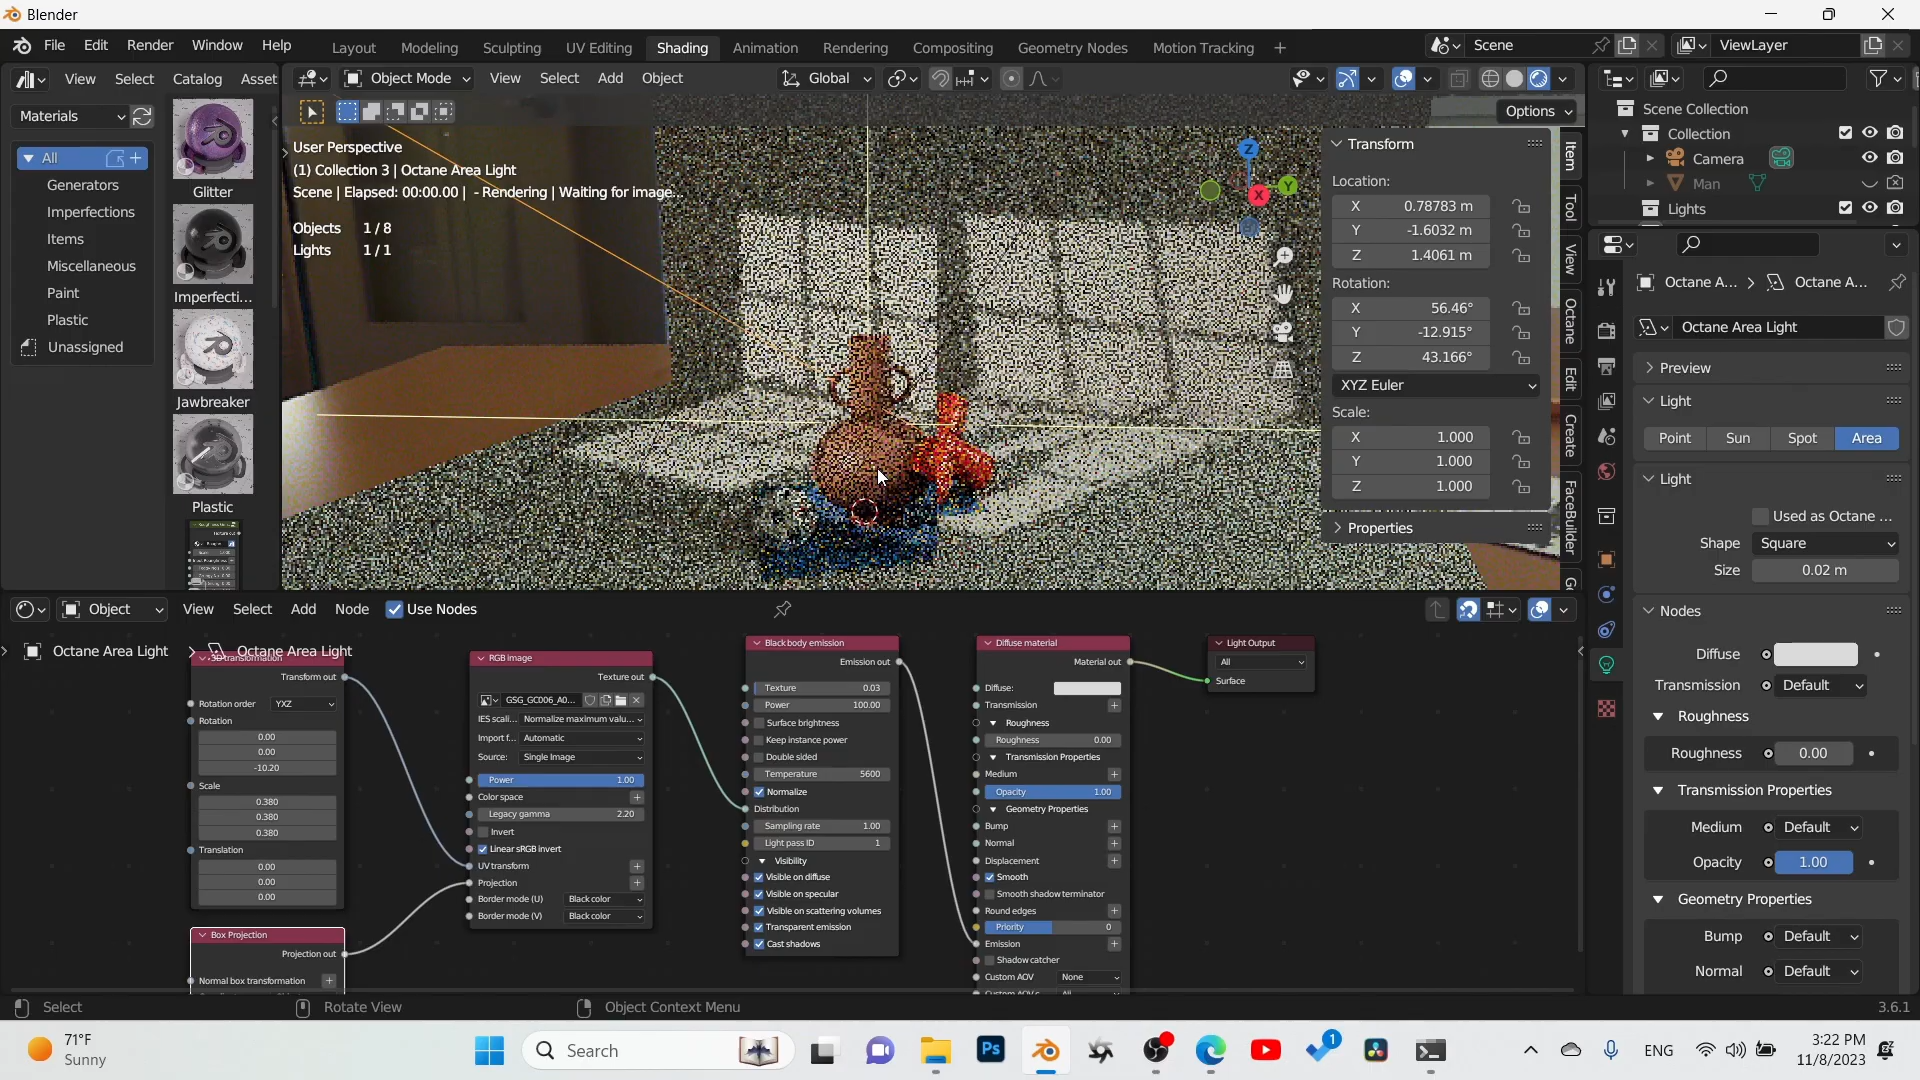 Blender
File Edit Render Window Help
Layout Modeling Sculpting UV Editing Shading Animation Rendering Compositing Geometry Nodes Motion Tracking +
Scene
ViewLayer
View Select Catalog Asset
Object Mode View Select Add Object
Global
Options
Materials
All
Generators
Imperfections
Items
Miscellaneous
Paint
Plastic
Unassigned
Glitter
Imperfecti...
Jawbreaker
Plastic
User Perspective
(1) Collection 3 | Octane Area Light
Scene | Elapsed: 00:00.00 | - Rendering | Waiting for image..
Objects 1/8
Lights 1/1
Z
Y
X
Transform
Location:
X 0.78783 m
Y -1.6032 m
Z 1.4061 m
Rotation:
X 56.46°
Y -12.915°
Z 43.166°
XYZ Euler
Scale:
X 1.000
Y 1.000
Z 1.000
Properties
Item
Tool
View
Octane
Edit
Create
FaceBuilder
Scene Collection
Collection
Camera
Man
Lights
Octane A... > Octane A...
Octane Area Light
Preview
Light
Point Sun Spot Area
Light
Used as Octane ...
Shape Square
Size 0.02 m
Nodes
Diffuse
Transmission Default
Roughness
Roughness 0.00
Transmission Properties
Medium Default
Opacity 1.00
Geometry Properties
Bump Default
Normal Default
Object View Select Add Node Use Nodes
Octane Area Light > Octane Area Light
3D transformation
Transform out
Rotation order YXZ
Rotation
0.00
0.00
-10.20
Scale
0.380
0.380
0.380
Translation
0.00
0.00
0.00
Box Projection
Projection out
Normal box transformation
RGB image
Texture out
GSG_GC006_A0...
IES scali... Normalize maximum valu...
Import f... Automatic
Source: Single Image
Power 1.00
Color space
Legacy gamma 2.20
Invert
Linear sRGB invert
UV transform
Projection
Border mode (U) Black color
Border mode (V) Black color
Black body emission
Emission out
Texture 0.03
Power 100.00
Surface brightness
Keep instance power
Double sided
Temperature 5600
Normalize
Distribution
Sampling rate 1.00
Light pass ID 1
Visibility
Visible on diffuse
Visible on specular
Visible on scattering volumes
Transparent emission
Cast shadows
Diffuse material
Material out
Diffuse:
Transmission
Roughness
Roughness 0.00
Transmission Properties
Medium
Opacity 1.00
Geometry Properties
Bump
Normal
Displacement
Smooth
Smooth shadow terminator
Round edges
Priority 0
Emission
Shadow catcher
Custom AOV None
Light Output
All
Surface
Select
Rotate View
Object Context Menu
3.6.1
71°F
Sunny
Search
Ps
1
ENG
3:22 PM
11/8/2023